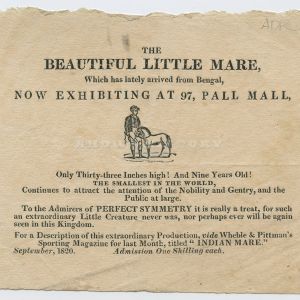 THE
BEAUTIFUL LITTLE MARE,
Which has lately arrived from Bengal,
NOW EXHIBITING AT 97, PALL MALL,
Only Thirty-three Inches high! And Nine Years Old!
THE SMALLEST IN THE WORLD,
Continues to attract the attention of the Nobility and Gentry, and the
Public at large.
To the Admirers of PERFECT SYMMETRY it is really a treat, for such
an extraordinary Little Creature never was, nor perhaps ever will be again
seen in this Kingdom.
For a Description of this extraordinary Production, vide Wheble & Pittman's
Sporting Magazine for last Month, titled "INDIAN MARE."
September, 1820. Admission One Shilling each.